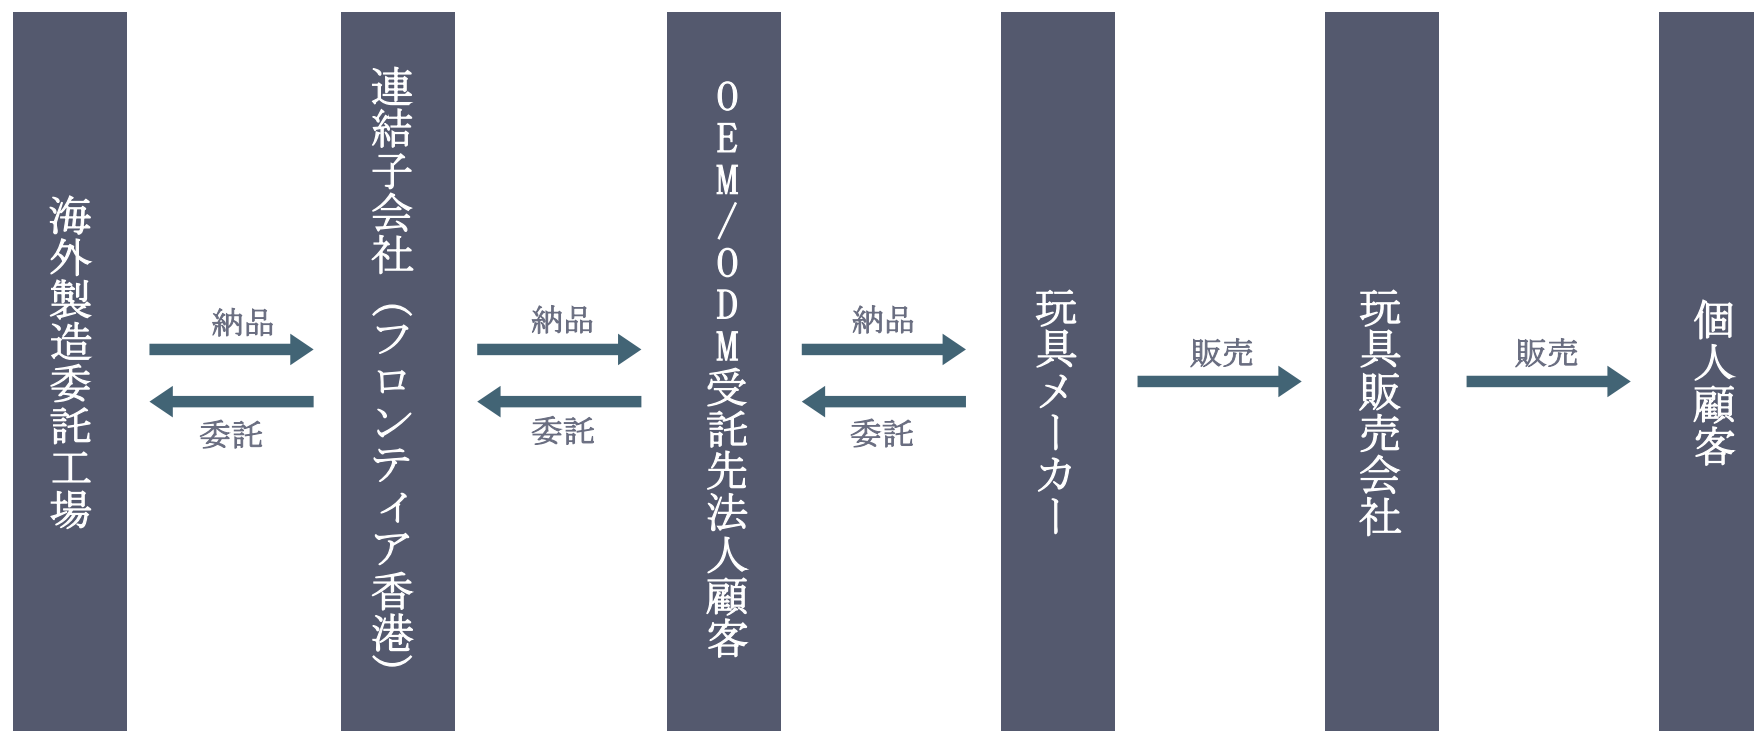 海外製造委託工場
納品
委託
連結子会社（フロンティア香港）
納品
委託
OEM/ODM受託先法人顧客
納品
委託
玩具メーカー
販売
玩具販売会社
販売
個人顧客